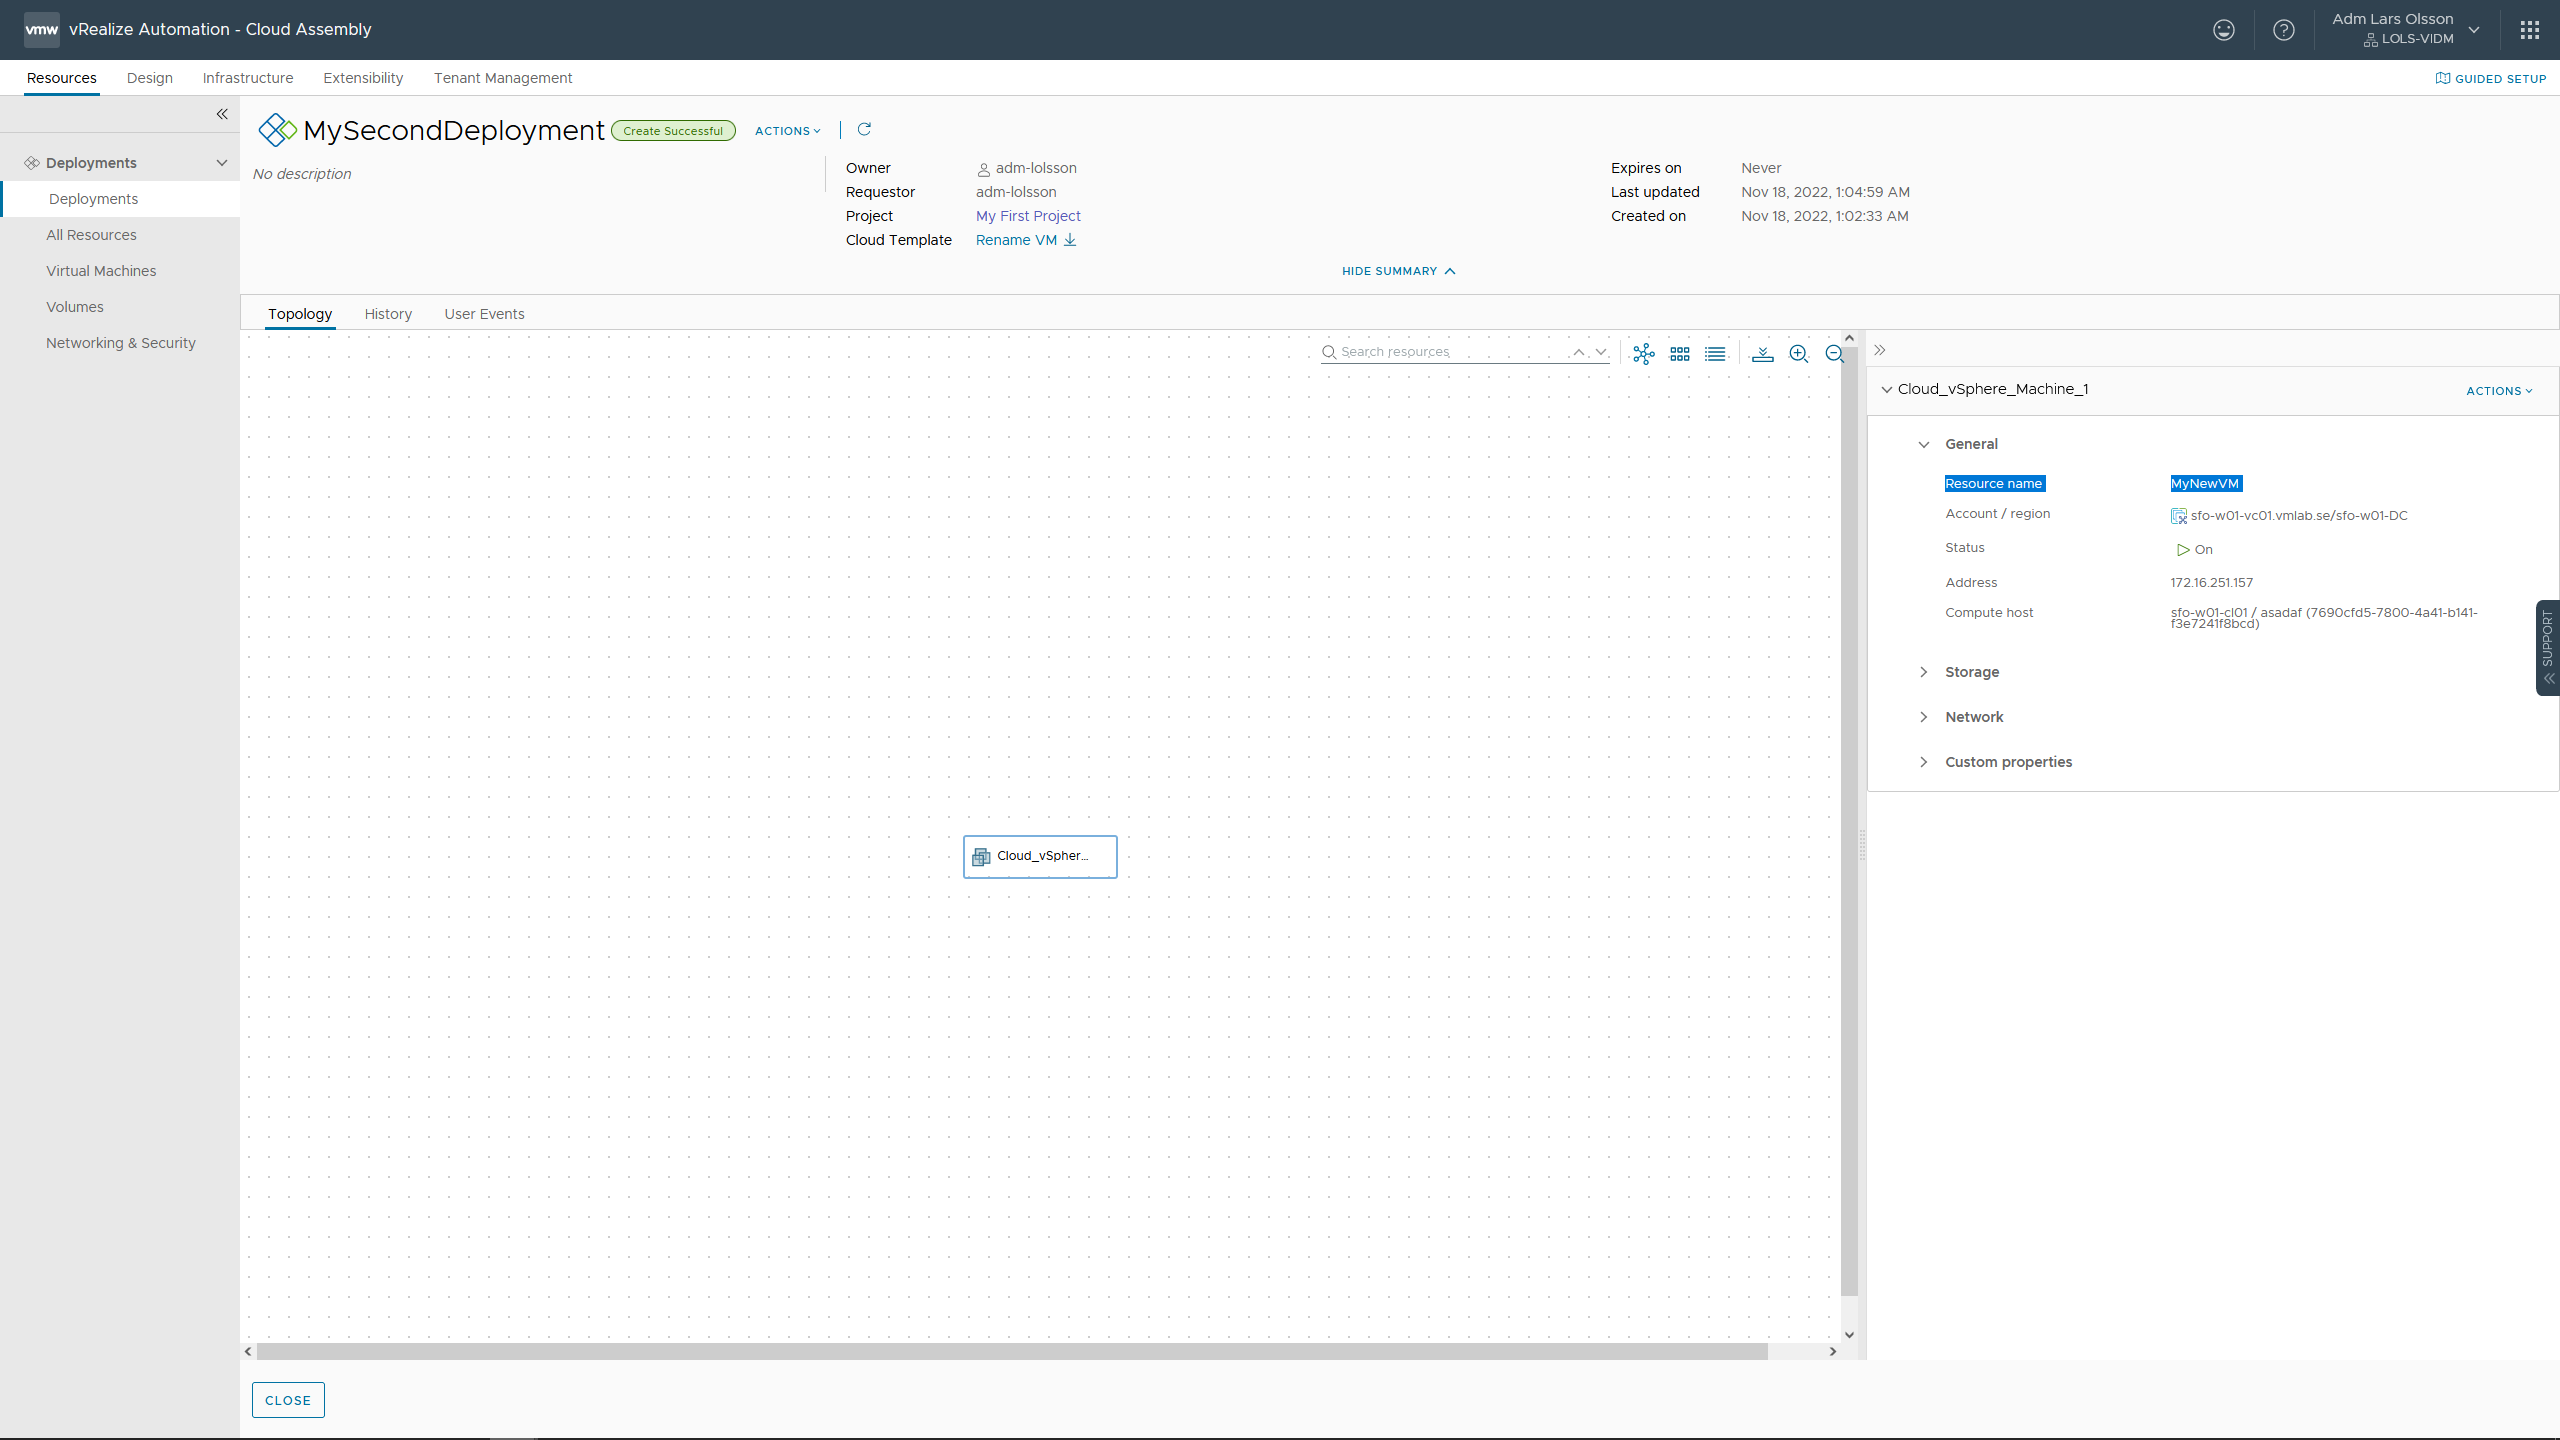 vmw vRealize Automation - Cloud Assembly
Adm Lars Olsson
LOLS-VIDM
Resources Design Infrastructure Extensibility Tenant Management
GUIDED SETUP
Deployments
Deployments
All Resources
Virtual Machines
Volumes
Networking & Security
MySecondDeployment Create Successful ACTIONS
No description
Owner adm-lolsson
Requestor adm-lolsson
Project My First Project
Cloud Template Rename VM
Expires on Never
Last updated Nov 18, 2022, 1:04:59 AM
Created on Nov 18, 2022, 1:02:33 AM
HIDE SUMMARY
Topology History User Events
Search resources
Cloud_vSpher...
Cloud_vSphere_Machine_1 ACTIONS
General
Resource name MyNewVM
Account / region sfo-w01-vc01.vmlab.se/sfo-w01-DC
Status On
Address 172.16.251.157
Compute host sfo-w01-cl01 / asadaf (7690cfd5-7800-4a41-b141-
f3e7241f8bcd)
Storage
Network
Custom properties
SUPPORT
CLOSE